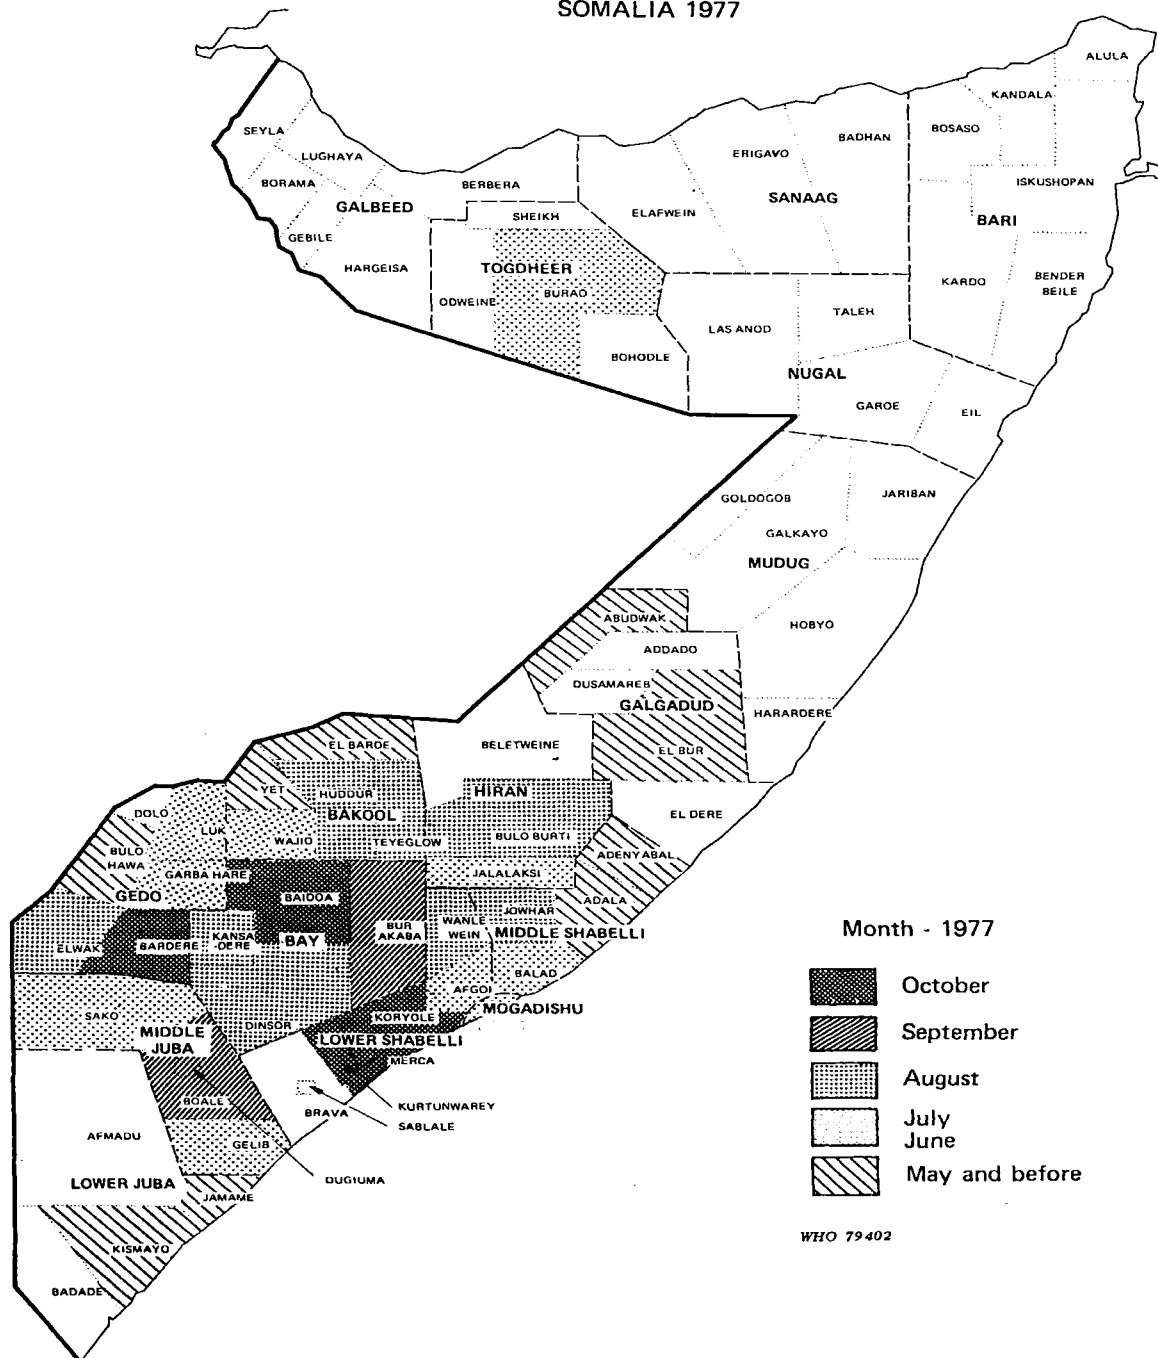 SOMALIA 1977
ALULA
KANDALA
BOSASO
BADHAN
ERIGAVO
SEYLA
LUGHAYA
BORAMA
BERBERA
ISKUSHOPAN
SANAAG
GALBEED
SHEIKH
ELAFWEIN
BARI
GEBILE
HARGEISA
TOGDHEER
BENDER
BEILE
KARDO
BURAO
ODWEINE
TALEH
LAS ANOD
BOHODLE
NUGAL
GAROE
EIL
GOLDOGOB
JARIBAN
GALKAYO
MUDUG
ABUDWAK
HOBYO
ADDADO
DUSAMAREB
GALGADUD
HARARDERE
EL BARDE
BELETWEINE
EL BUR
YET
HUDDUR
HIRAN
DOLO
BAKOOL
EL DERE
LUK
WAJIO
TEYEGLOW
BULO BURTI
BULO
HAWA
ADENYABAL
GARBA HARE
JALALAKSI
GEDO
BAIDOA
ADALA
JOWHAR
WANLE
WEIN
BUR
AKABA
MIDDLE SHABELLI
ELWAK
BARDERE
KANSA
DERE
BAY
BALAD
AFGOI
MOGADISHU
SAKO
KORYOLE
DINSOR
MIDDLE
JUBA
LOWER SHABELLI
MERCA
BOALE
BRAVA
KURTUNWAREY
SABLALE
AFMADU
GELIB
DUGIUMA
LOWER JUBA
JAMAME
KISMAYO
BADADE
Month - 1977
October
September
August
July
June
May and before
WHO 79402